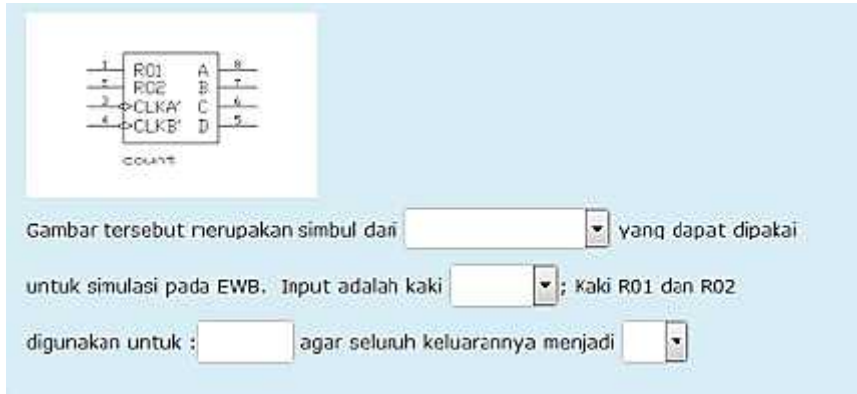 1 R01 A 8
2 R02 B 7
3 CLKA' C 6
4 CLKB' D 5
count
Gambar tersebut merupakan simbul dari yang dapat dipakai
untuk simulasi pada EWB. Input adalah kaki ; Kaki R01 dan R02
digunakan untuk : agar seluruh keluarannya menjadi